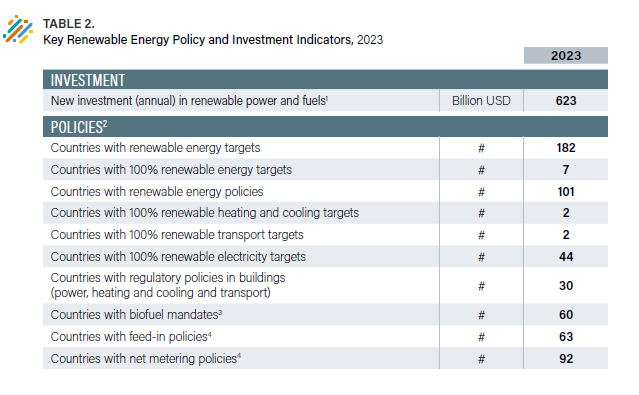 TABLE 2.
Key Renewable Energy Policy and Investment Indicators, 2023
2023
INVESTMENT
New investment (annual) in renewable power and fuels¹ Billion USD 623
POLICIES²
Countries with renewable energy targets # 182
Countries with 100% renewable energy targets # 7
Countries with renewable energy policies # 101
Countries with 100% renewable heating and cooling targets # 2
Countries with 100% renewable transport targets # 2
Countries with 100% renewable electricity targets # 44
Countries with regulatory policies in buildings
(power, heating and cooling and transport) # 30
Countries with biofuel mandates³ # 60
Countries with feed-in policies⁴ # 63
Countries with net metering policies⁴ # 92